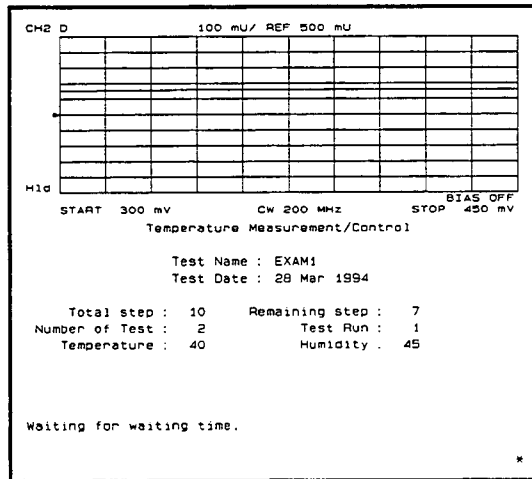 CH2 D 100 mU/ REF 500 mU
Hld
BIAS OFF
START 300 mV CW 200 MHz STOP 450 mV
Temperature Measurement/Control
Test Name : EXAM1
Test Date : 28 Mar 1994
Total step : 10 Remaining step : 7
Number of Test : 2 Test Run : 1
Temperature : 40 Humidity . 45
Waiting for waiting time.
*